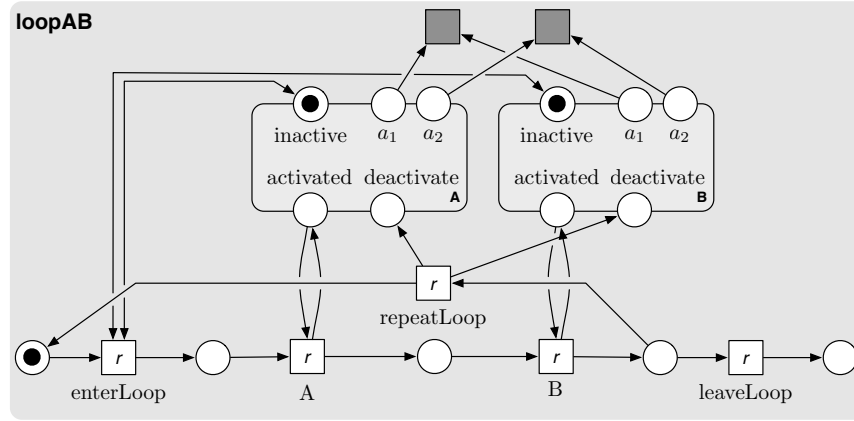 loopAB
inactive a1 a2
inactive a1 a2
activated deactivate
A
activated deactivate
B
r
repeatLoop
r
r
r
r
enterLoop
A
B
leaveLoop